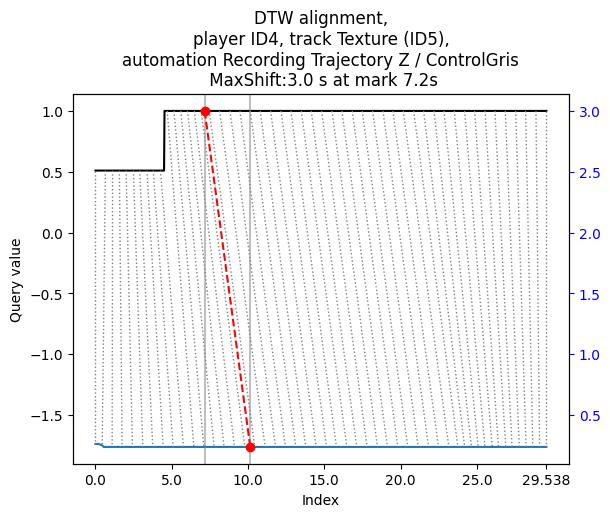 DTW alignment,
player ID4, track Texture (ID5),
automation Recording Trajectory Z / ControlGris
MaxShift:3.0 s at mark 7.2s
1.0
0.5
0.0
−0.5
−1.0
−1.5
Query value
3.0
2.5
2.0
1.5
1.0
0.5
0.0 5.0 10.0 15.0 20.0 25.0 29.538
Index